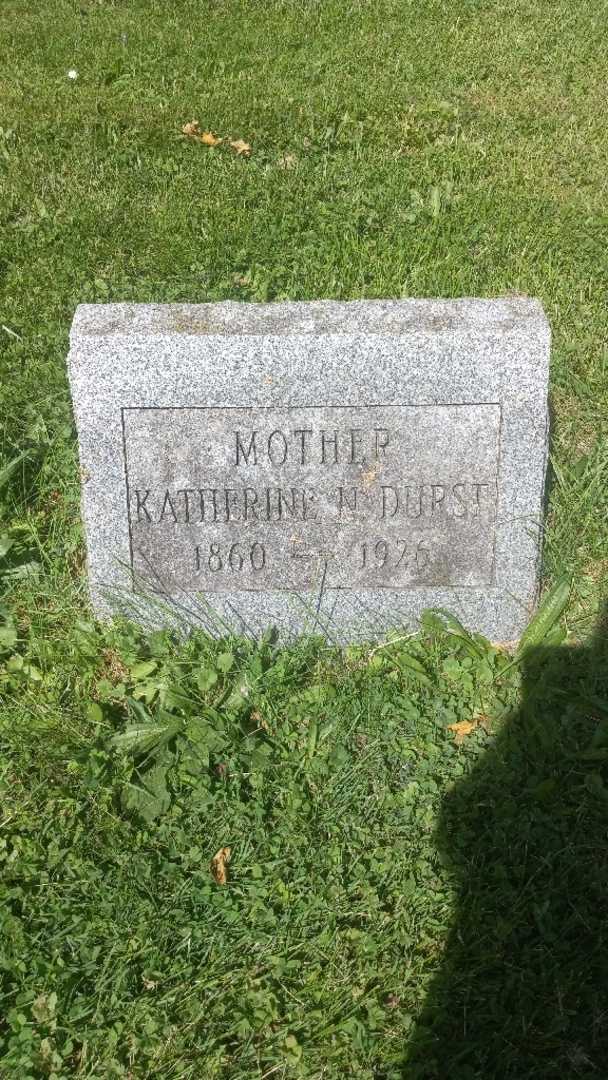 MOTHER
KATHERINE N. DURST
1860 -- 1926